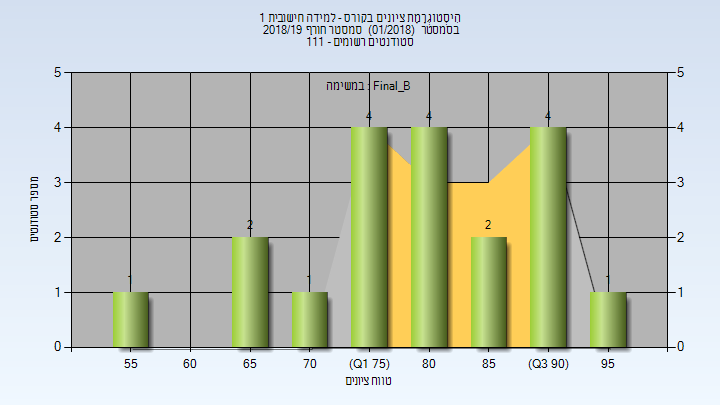 היסטוגרמת ציונים בקורס - למידה חישובית 1
בסמסטר (01/2018) סמסטר חורף 2018/19
סטודנטים רשומים - 111
במשימה : Final_B
5 5
4 4
3 3
2 2
1 1
0 0
מספר סטודנטים
1 2 1 4 4 2 4 1
55 60 65 70 (Q1 75) 80 85 (Q3 90) 95
טווח ציונים